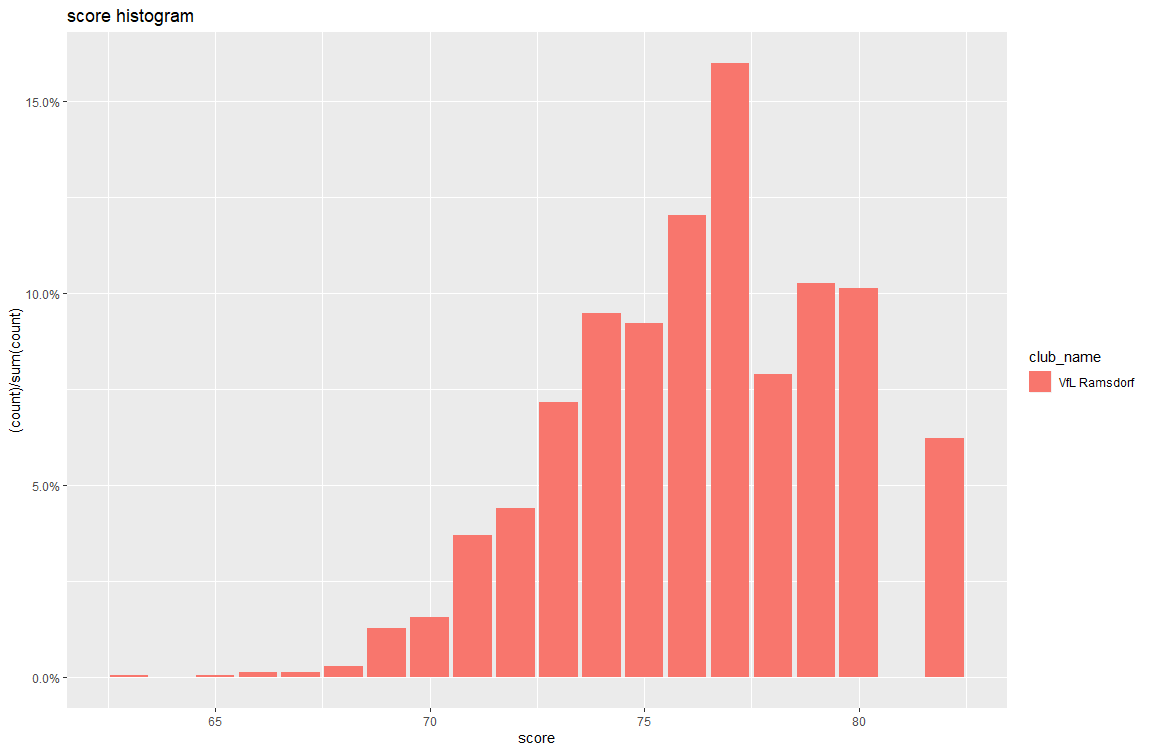 score histogram
15.0%
10.0%
5.0%
0.0%
(count)/sum(count)
65 70 75 80
score
club_name
VfL Ramsdorf